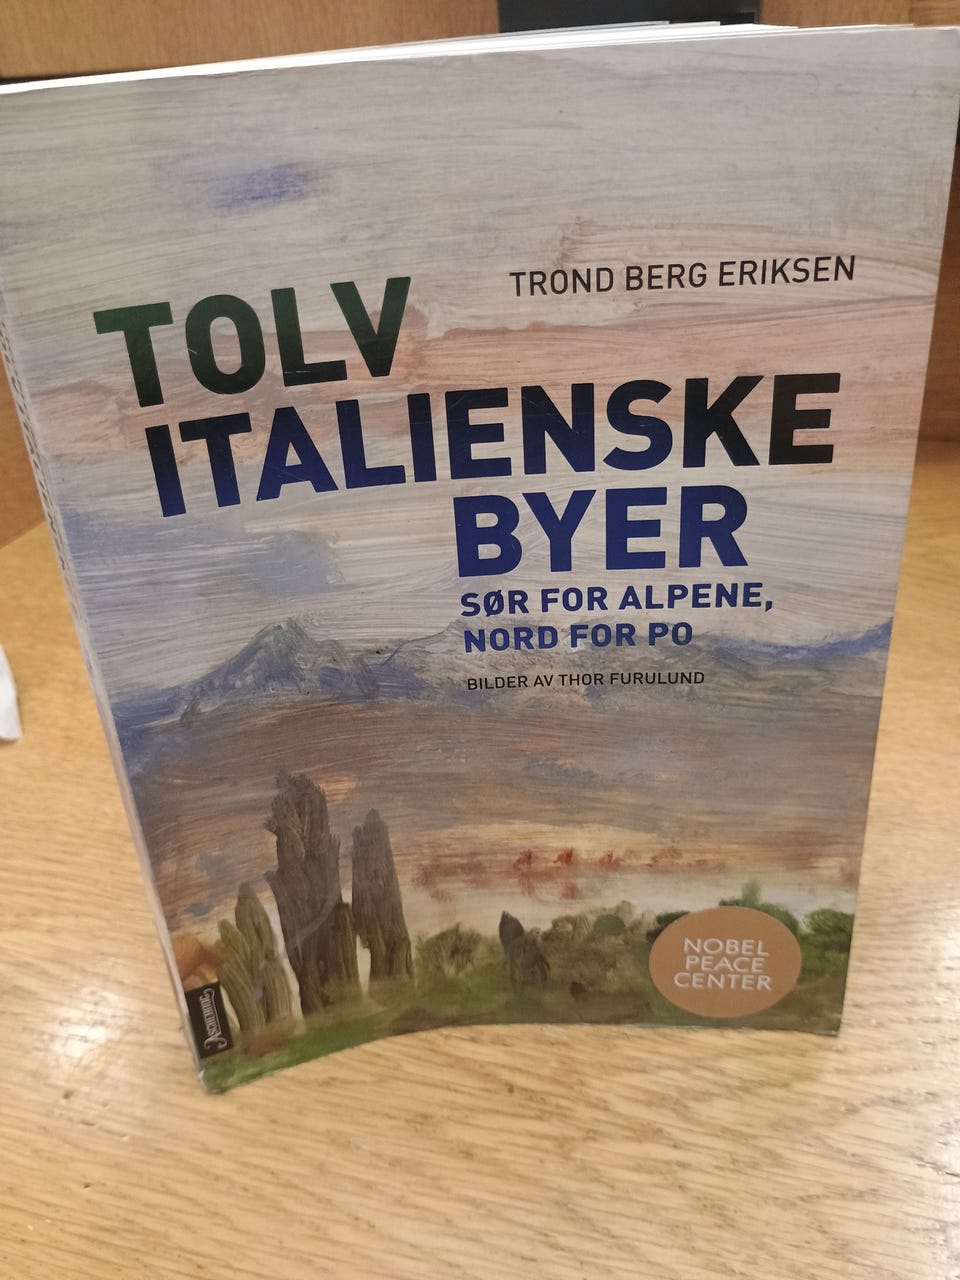 TROND BERG ERIKSEN
TOLV
ITALIENSKE
BYER
SØR FOR ALPENE,
NORD FOR PO
BILDER AV THOR FURULUND
NOBEL
PEACE
CENTER
ASCHEHOUG